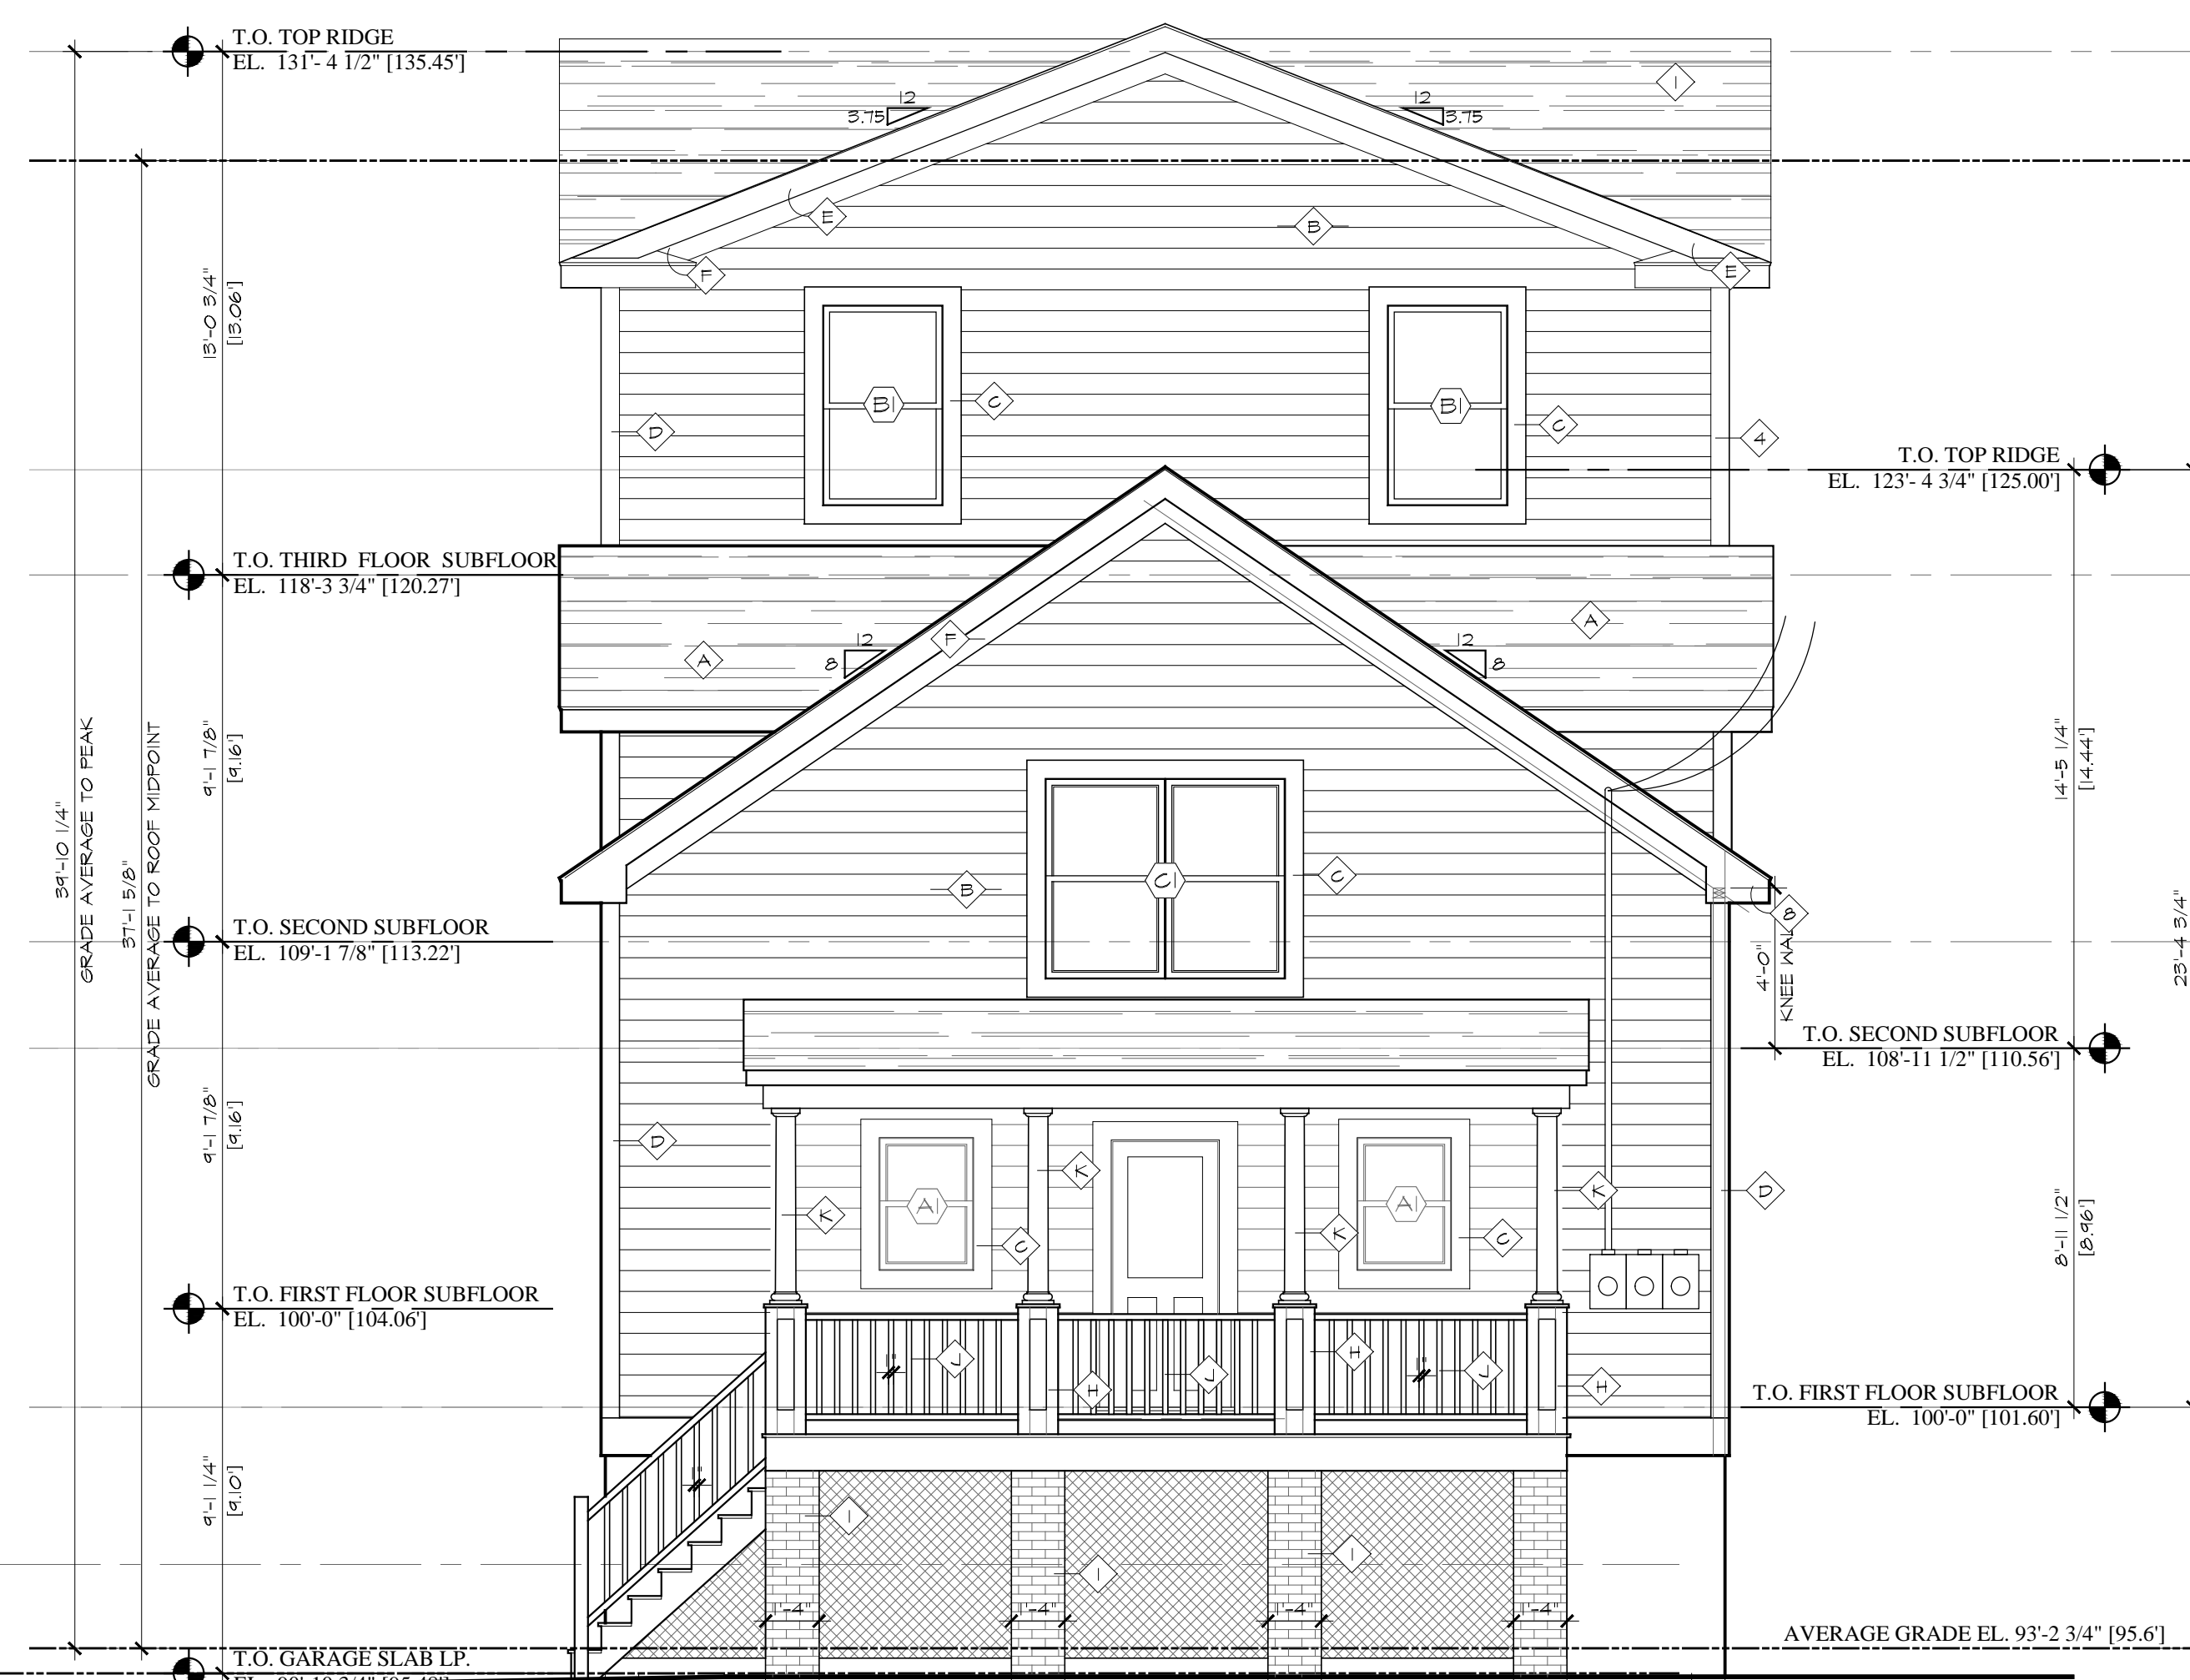 T.O. TOP RIDGE
EL. 131'- 4 1/2" [135.45']
12
3.75
12
3.75
1
E
B
F
E
13'-0 3/4"
[13.06']
B1
C
B1
C
D
4
T.O. TOP RIDGE
EL. 123'- 4 3/4" [125.00']
T.O. THIRD FLOOR SUBFLOOR
EL. 118'-3 3/4" [120.27']
12
8
F
A
12
8
A
39'-10 1/4"
GRADE AVERAGE TO PEAK
37'-1 5/8"
GRADE AVERAGE TO ROOF MIDPOINT
9'-1 7/8"
[9.16']
14'-5 1/4"
[14.44']
B
C1
C
8
4'-0"
23'-4 3/4"
T.O. SECOND SUBFLOOR
EL. 109'-1 7/8" [113.22']
KNEE WAL
T.O. SECOND SUBFLOOR
EL. 108'-11 1/2" [110.56']
9'-1 7/8"
[9.16']
D
K
A1
A1
K
D
K
K
C
C
8'-11 1/2"
[8.96']
T.O. FIRST FLOOR SUBFLOOR
EL. 100'-0" [104.06']
1"
J
H
J
H
1"
J
H
T.O. FIRST FLOOR SUBFLOOR
EL. 100'-0" [101.60']
9'-1 1/4"
[9.10']
1"
1
1
1
1'-4"
1'-4"
1'-4"
1'-4"
AVERAGE GRADE EL. 93'-2 3/4" [95.6']
T.O. GARAGE SLAB LP.